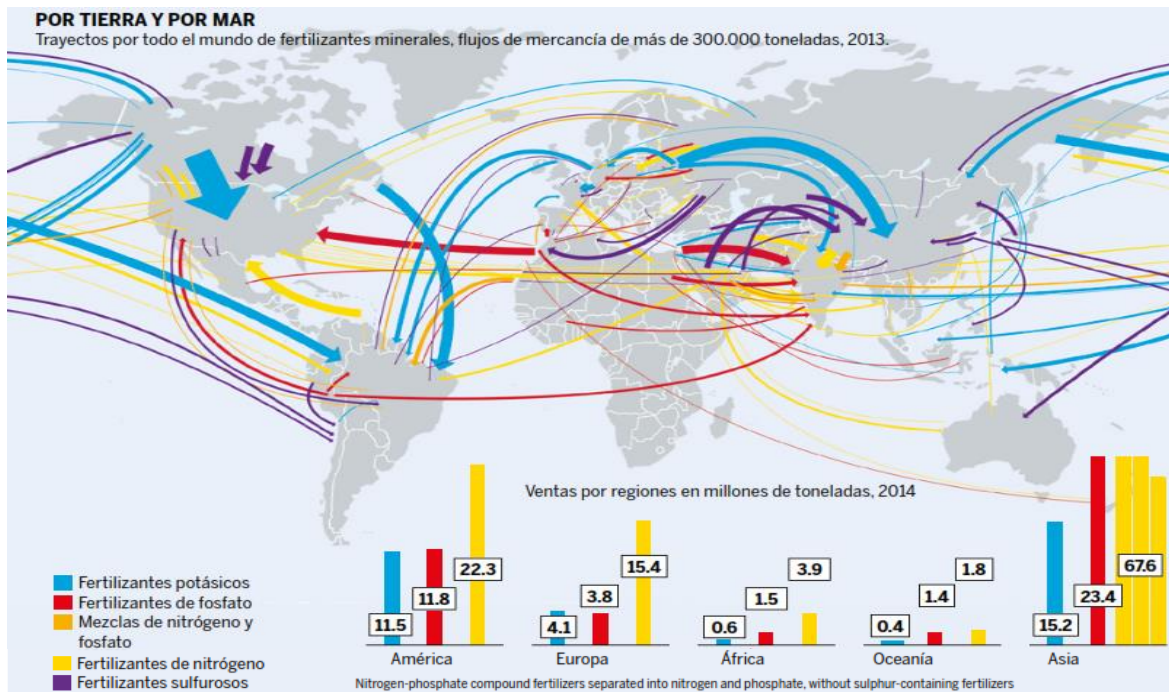 POR TIERRA Y POR MAR
Trayectos por todo el mundo de fertilizantes minerales, flujos de mercancía de más de 300.000 toneladas, 2013.
Ventas por regiones en millones de toneladas, 2014
Fertilizantes potásicos
Fertilizantes de fosfato
Mezclas de nitrógeno y
fosfato
Fertilizantes de nitrógeno
Fertilizantes sulfurosos
11.5
11.8
22.3
América
4.1
3.8
15.4
Europa
0.6
1.5
3.9
África
0.4
1.4
1.8
Oceanía
15.2
23.4
67.6
Asia
Nitrogen-phosphate compound fertilizers separated into nitrogen and phosphate, without sulphur-containing fertilizers